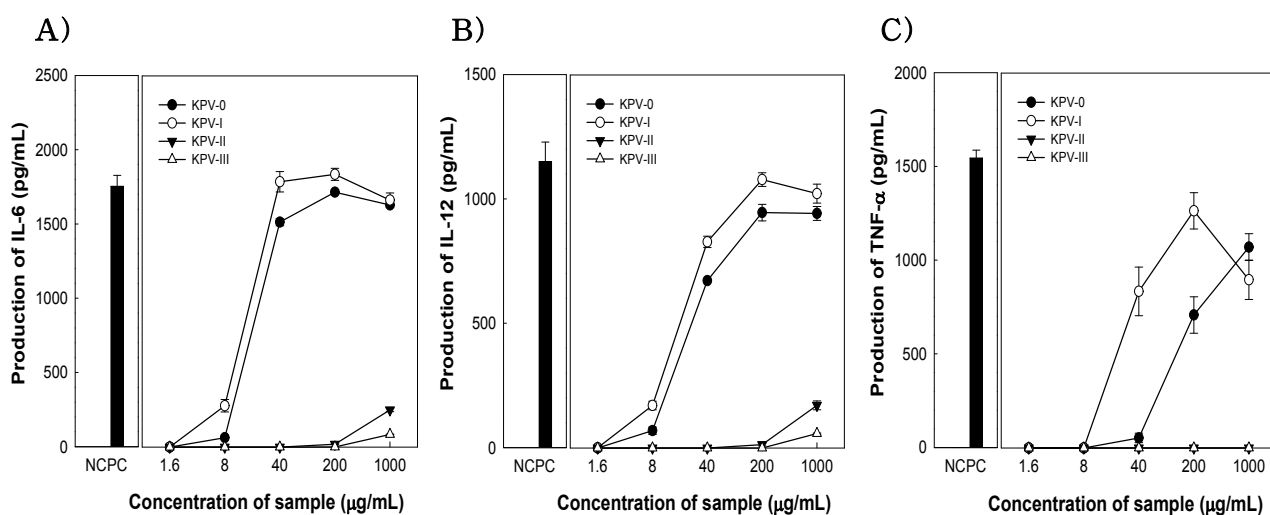 A)
Production of IL-6 (pg/mL)
2500
2000
1500
1000
500
0
KPV-0
KPV-I
KPV-II
KPV-III
NCPC
1.6 8 40 200 1000
Concentration of sample (μg/mL)
B)
Production of IL-12 (pg/mL)
1500
1000
500
0
KPV-0
KPV-I
KPV-II
KPV-III
NCPC
1.6 8 40 200 1000
Concentration of sample (μg/mL)
C)
Production of TNF-α (pg/mL)
2000
1500
1000
500
0
KPV-0
KPV-I
KPV-II
KPV-III
NCPC
1.6 8 40 200 1000
Concentration of sample (μg/mL)